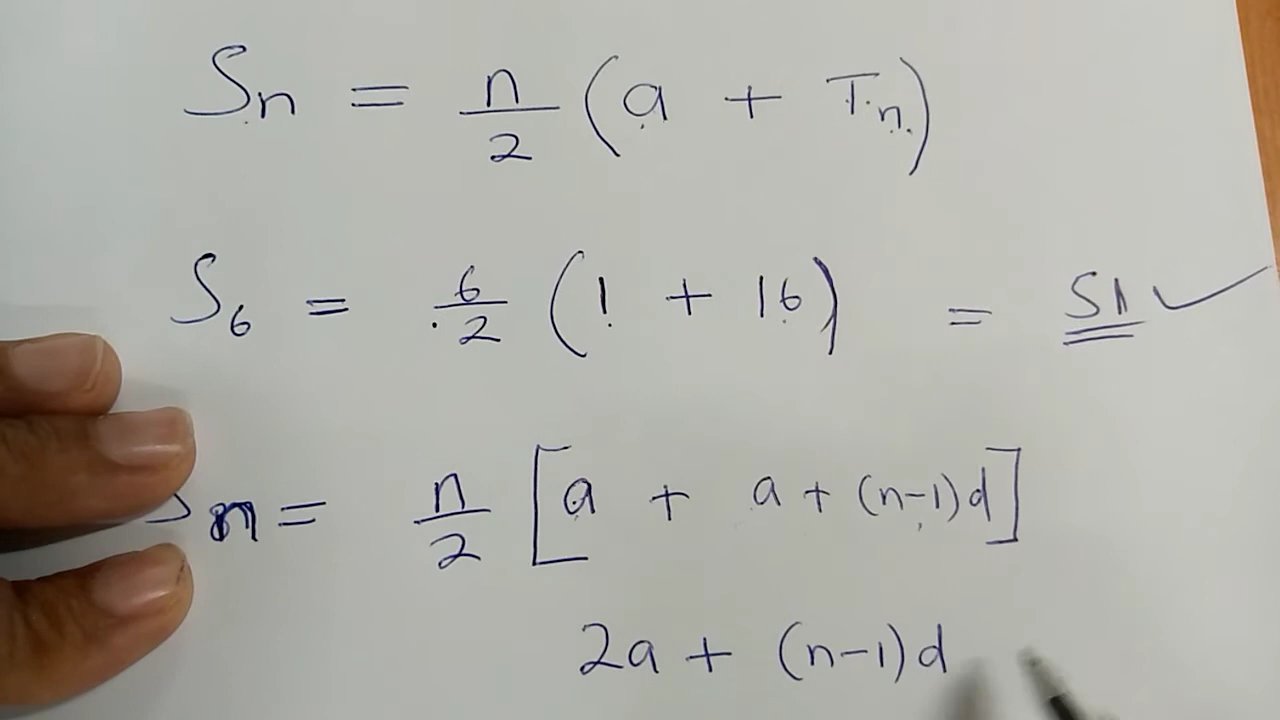 Sn = n/2 (a + Tn)
S6 = 6/2 (1 + 16) = 51 ✓
Sn = n/2 [a + a + (n-1)d]
2a + (n-1)d